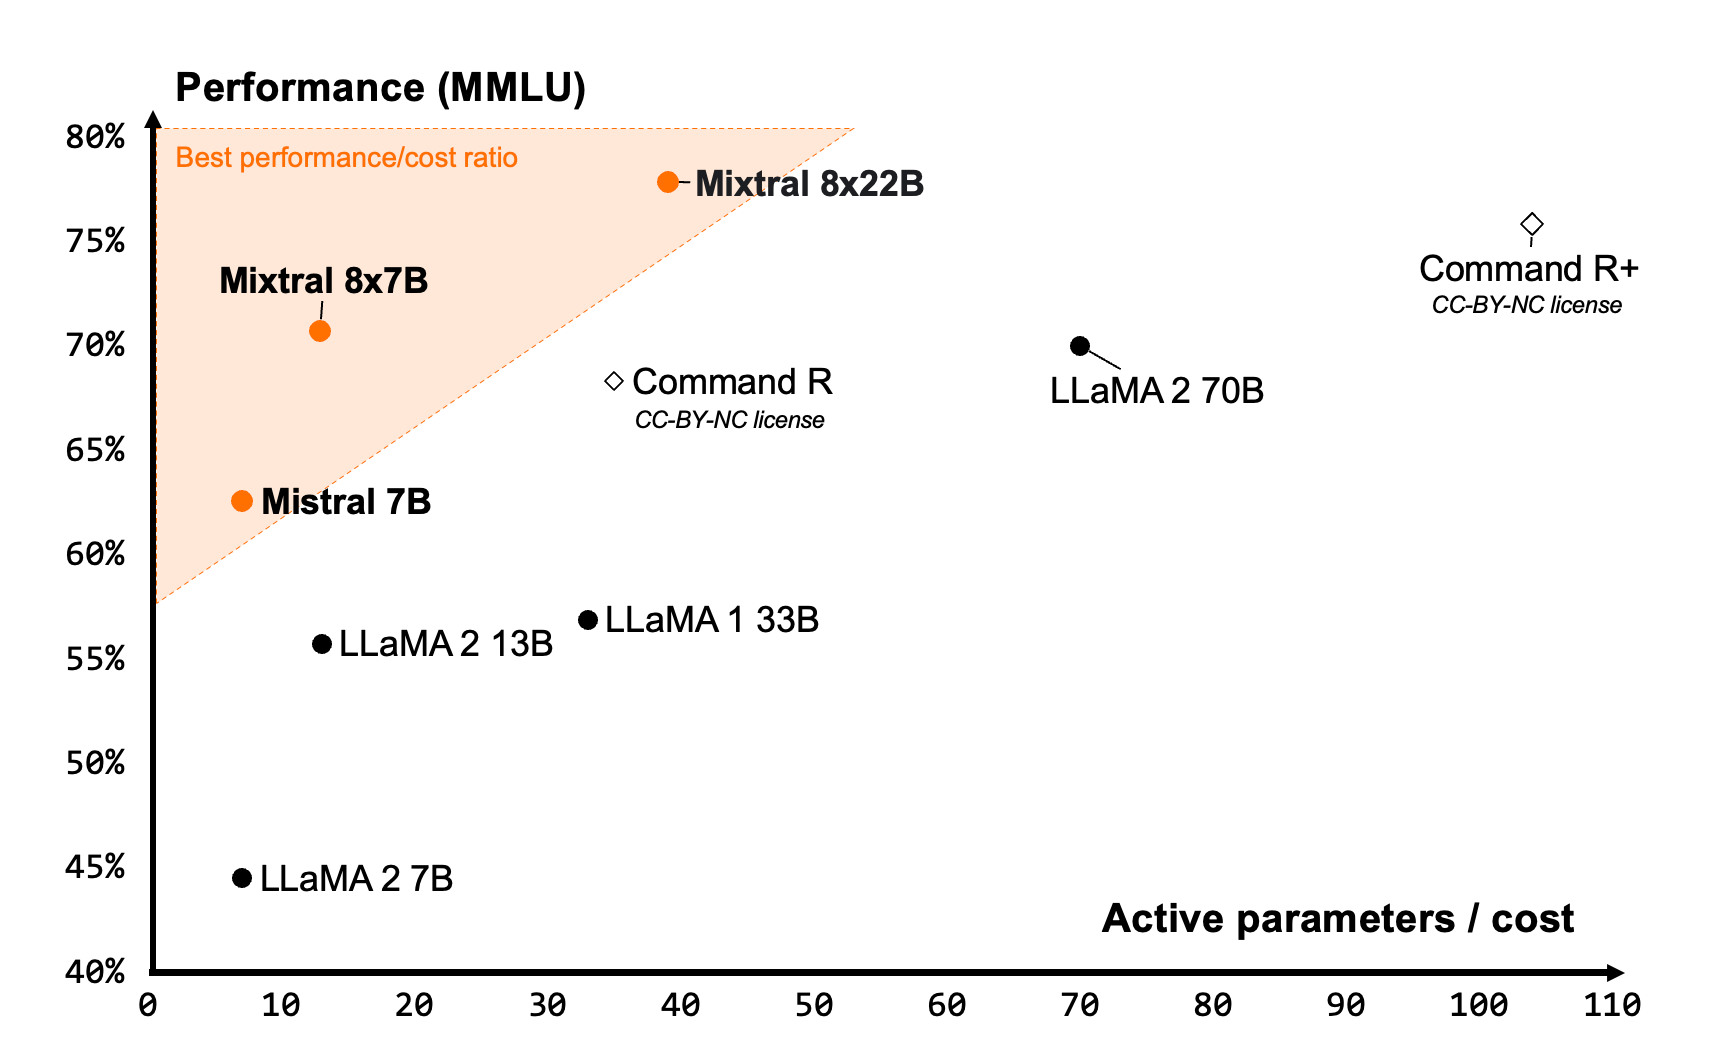 Performance (MMLU)
80%
Best performance/cost ratio
Mixtral 8x22B
75%
Command R+
CC-BY-NC license
Mixtral 8x7B
70%
LLaMA 2 70B
Command R
CC-BY-NC license
65%
Mistral 7B
60%
LLaMA 1 33B
LLaMA 2 13B
55%
50%
45%
LLaMA 2 7B
Active parameters / cost
40%
0 10 20 30 40 50 60 70 80 90 100 110